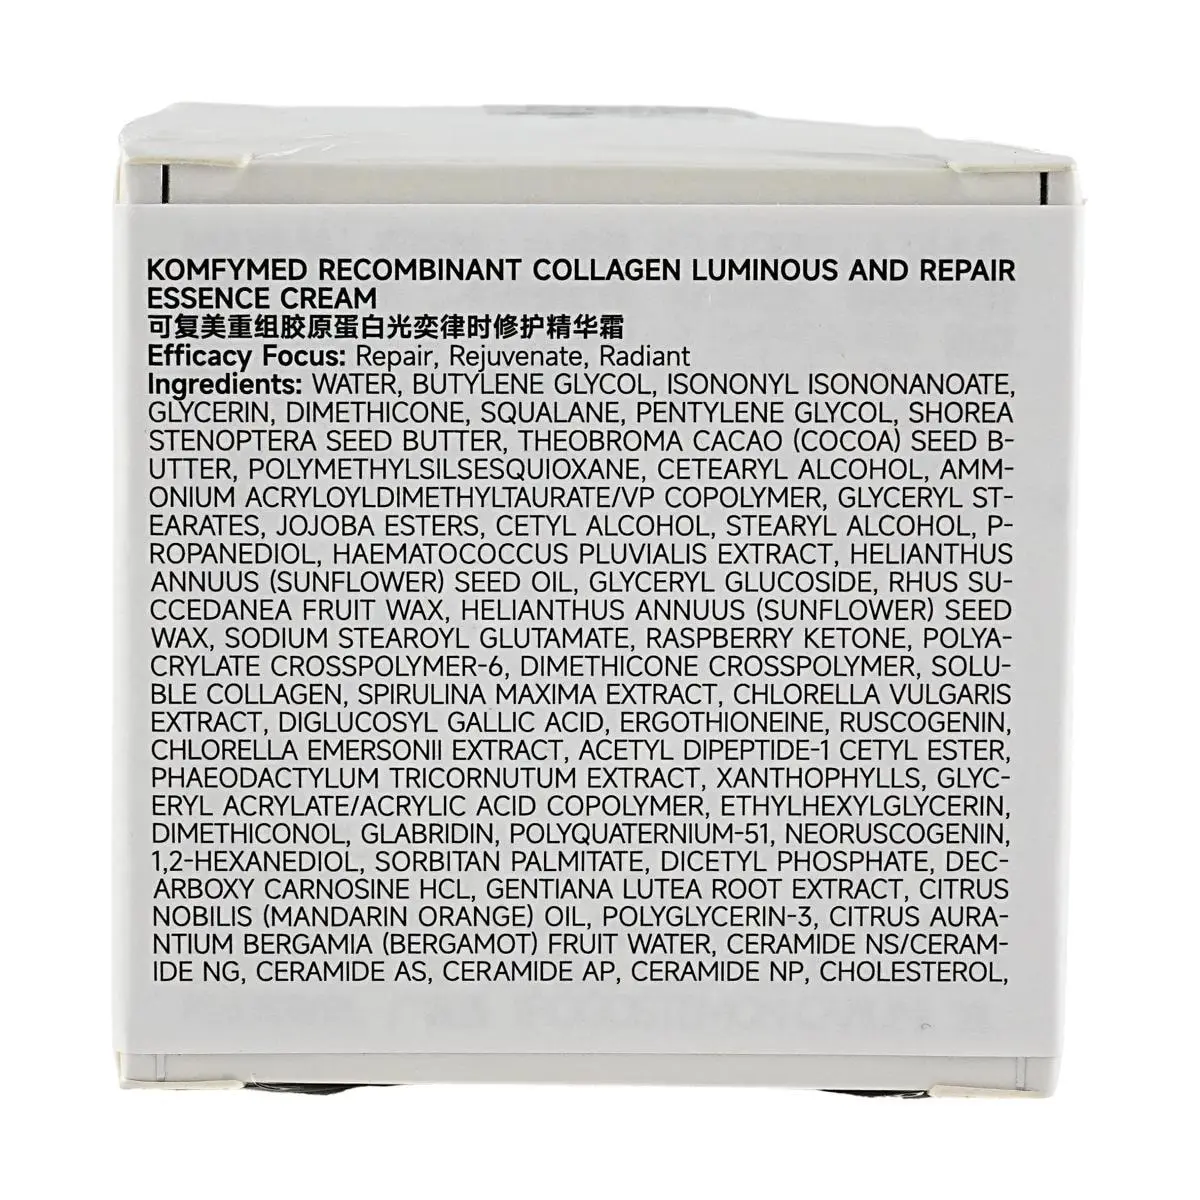 KOMFYMED RECOMBINANT COLLAGEN LUMINOUS AND REPAIR
ESSENCE CREAM
可复美重组胶原蛋白光奕律时修护精华霜
Efficacy Focus: Repair, Rejuvenate, Radiant
Ingredients: WATER, BUTYLENE GLYCOL, ISONONYL ISONONANOATE,
GLYCERIN, DIMETHICONE, SQUALANE, PENTYLENE GLYCOL, SHOREA
STENOPTERA SEED BUTTER, THEOBROMA CACAO (COCOA) SEED B-
UTTER, POLYMETHYLSILSESQUIOXANE, CETEARYL ALCOHOL, AMM-
ONIUM ACRYLOYLDIMETHYLTAURATE/VP COPOLYMER, GLYCERYL ST-
EARATES, JOJOBA ESTERS, CETYL ALCOHOL, STEARYL ALCOHOL, P-
ROPANEDIOL, HAEMATOCOCCUS PLUVIALIS EXTRACT, HELIANTHUS
ANNUUS (SUNFLOWER) SEED OIL, GLYCERYL GLUCOSIDE, RHUS SU-
CCEDANEA FRUIT WAX, HELIANTHUS ANNUUS (SUNFLOWER) SEED
WAX, SODIUM STEAROYL GLUTAMATE, RASPBERRY KETONE, POLYA-
CRYLATE CROSSPOLYMER-6, DIMETHICONE CROSSPOLYMER, SOLU-
BLE COLLAGEN, SPIRULINA MAXIMA EXTRACT, CHLORELLA VULGARIS
EXTRACT, DIGLUCOSYL GALLIC ACID, ERGOTHIONEINE, RUSCOGENIN,
CHLORELLA EMERSONII EXTRACT, ACETYL DIPEPTIDE-1 CETYL ESTER,
PHAEODACTYLUM TRICORNUTUM EXTRACT, XANTHOPHYLLS, GLYC-
ERYL ACRYLATE/ACRYLIC ACID COPOLYMER, ETHYLHEXYLGLYCERIN,
DIMETHICONOL, GLABRIDIN, POLYQUATERNIUM-51, NEORUSCOGENIN,
1,2-HEXANEDIOL, SORBITAN PALMITATE, DICETYL PHOSPHATE, DEC-
ARBOXY CARNOSINE HCL, GENTIANA LUTEA ROOT EXTRACT, CITRUS
NOBILIS (MANDARIN ORANGE) OIL, POLYGLYCERIN-3, CITRUS AURA-
NTIUM BERGAMIA (BERGAMOT) FRUIT WATER, CERAMIDE NS/CERAM-
IDE NG, CERAMIDE AS, CERAMIDE AP, CERAMIDE NP, CHOLESTEROL,